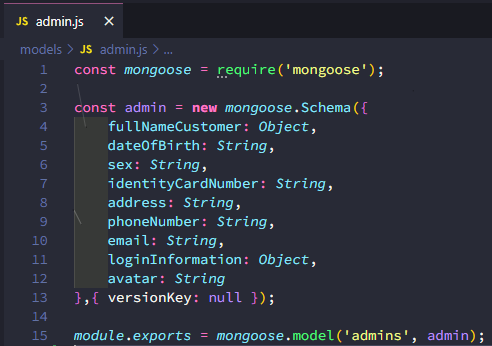 JS admin.js ×
models > JS admin.js > ...
1 const mongoose = require('mongoose');
2
3 const admin = new mongoose.Schema({
4 fullNameCustomer: Object,
5 dateOfBirth: String,
6 sex: String,
7 identityCardNumber: String,
8 address: String,
9 phoneNumber: String,
10 email: String,
11 loginInformation: Object,
12 avatar: String
13 },{ versionKey: null });
14
15 module.exports = mongoose.model('admins', admin);